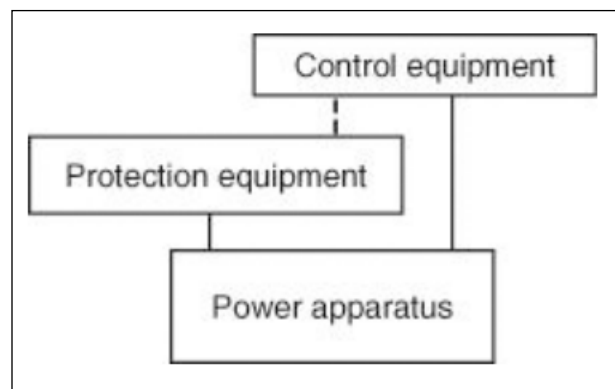 Control equipment
Protection equipment
Power apparatus